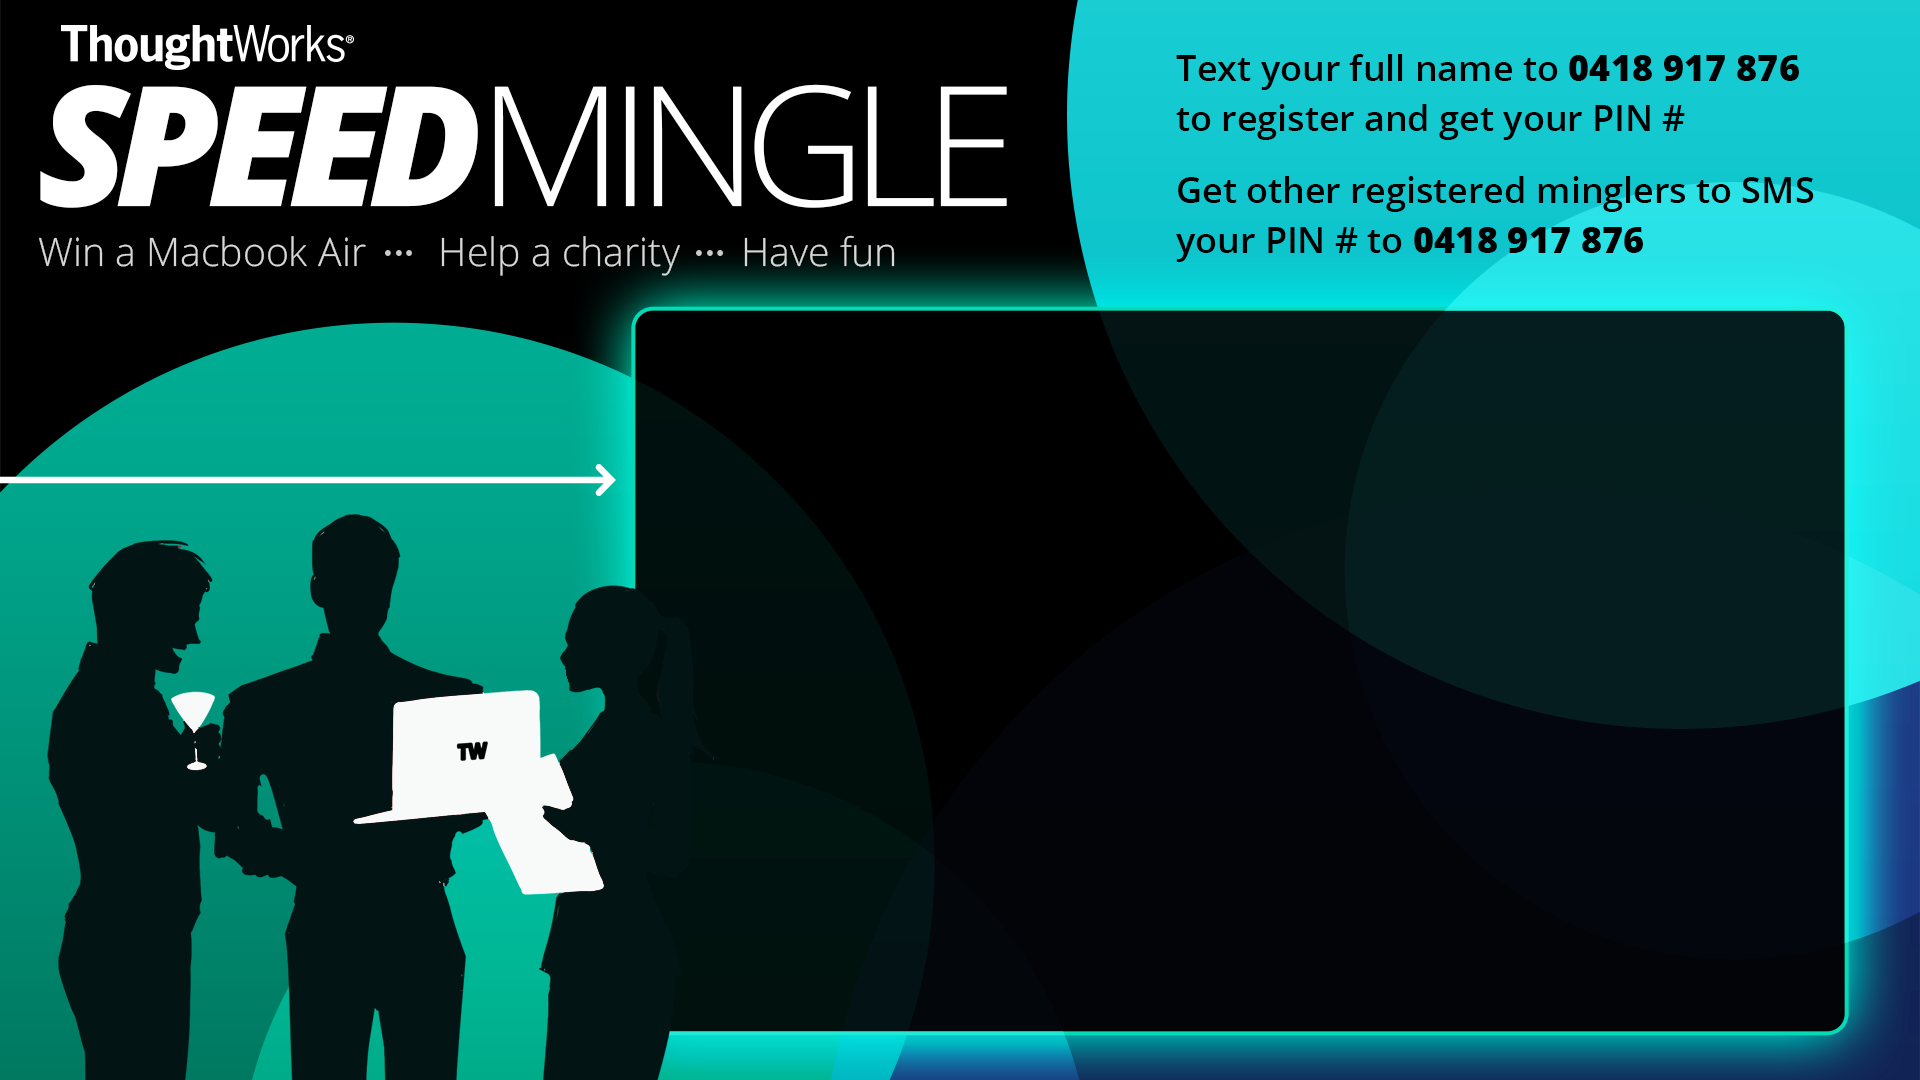 ThoughtWorks®
SPEEDMINGLE
Win a Macbook Air ••• Help a charity ••• Have fun
Text your full name to 0418 917 876
to register and get your PIN #
Get other registered minglers to SMS
your PIN # to 0418 917 876
TW